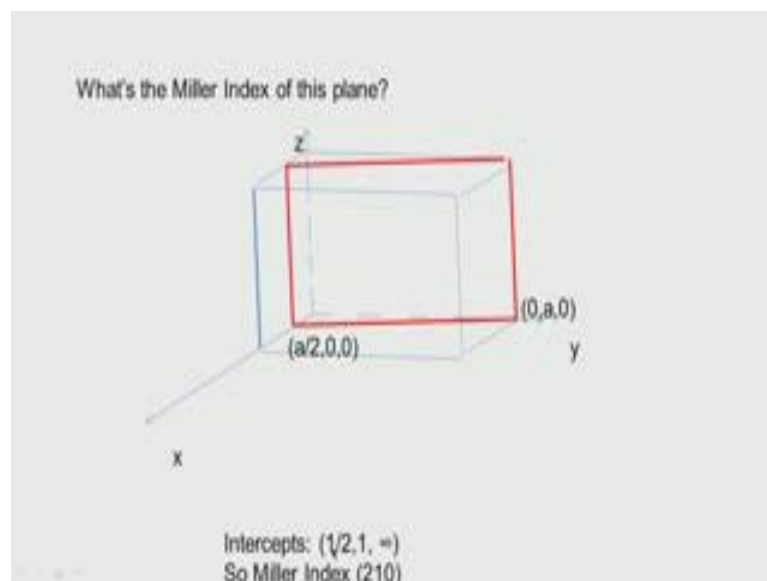 What's the Miller Index of this plane?
z
(0,a,0)
(a/2,0,0)
y
x
Intercepts: (1/2,1, ∞)
So Miller Index (210)